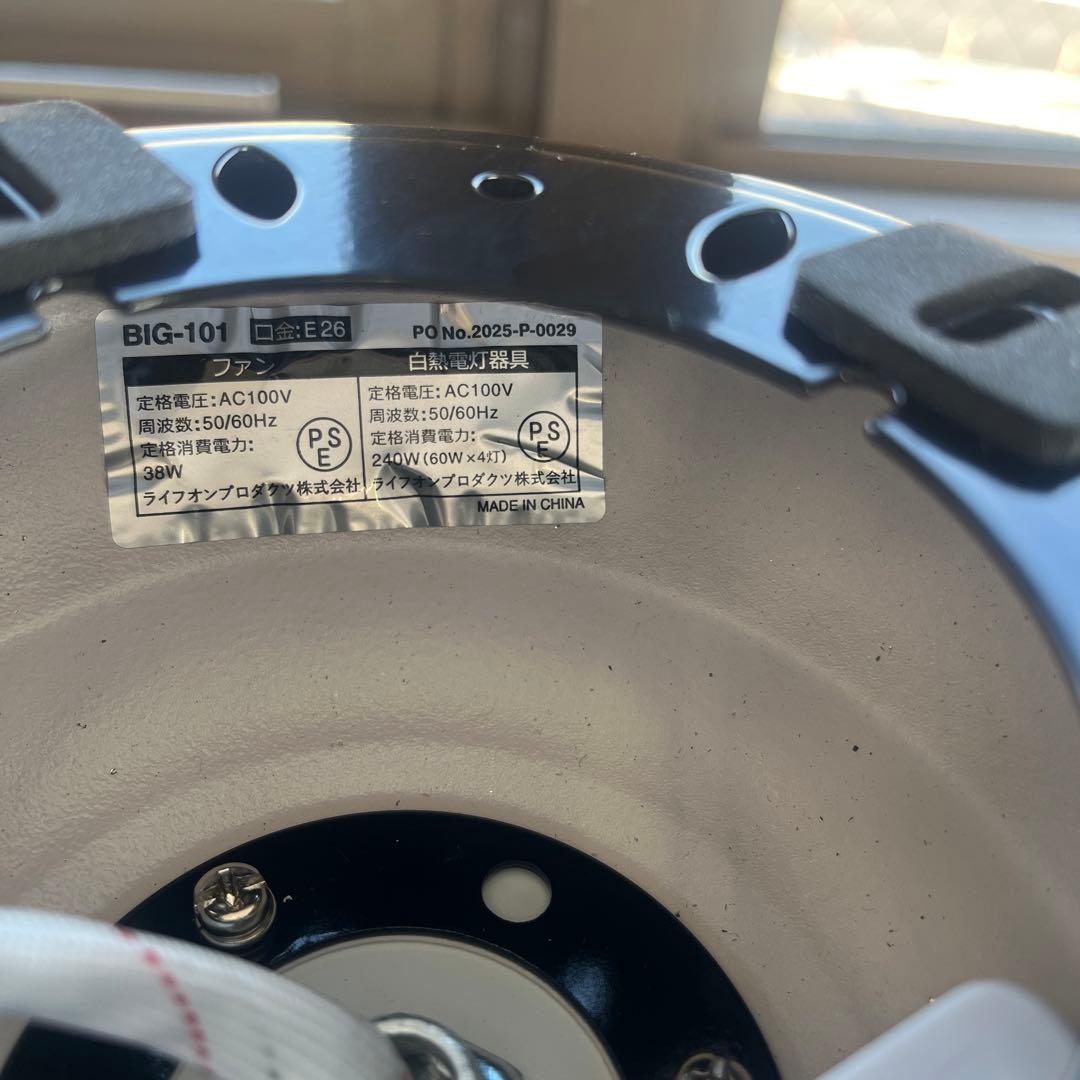 BIG-101 口金:E26 PO No.2025-P-0029
ファン
定格電圧:AC100V
周波数:50/60Hz
定格消費電力:
38W
PSE
ライフオンプロダクツ株式会社
白熱電灯器具
定格電圧:AC100V
周波数:50/60Hz
定格消費電力:
240W(60W×4灯)
PSE
ライフオンプロダクツ株式会社
MADE IN CHINA